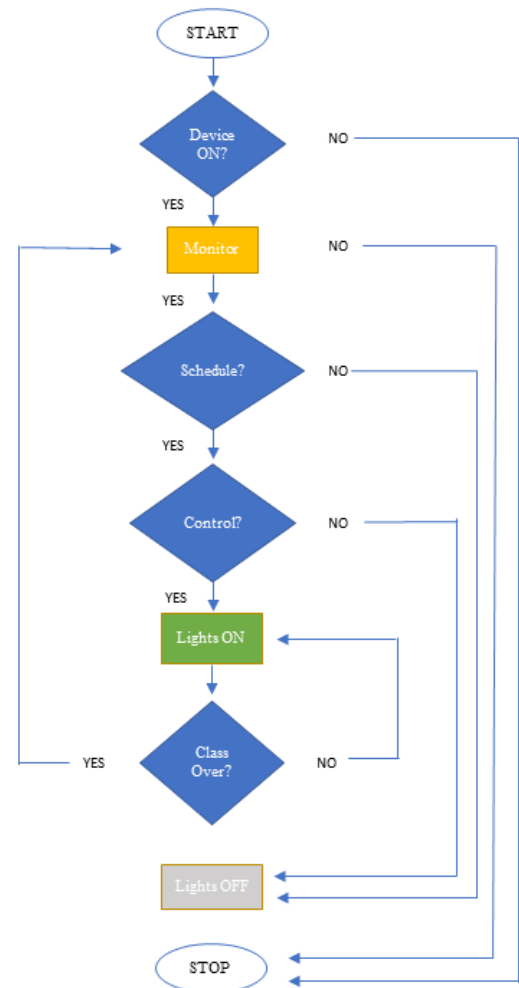 START
Device
ON?
NO
YES
Monitor
NO
YES
Schedule?
NO
YES
Control?
NO
YES
Lights ON
Class
Over?
YES
NO
Lights OFF
STOP